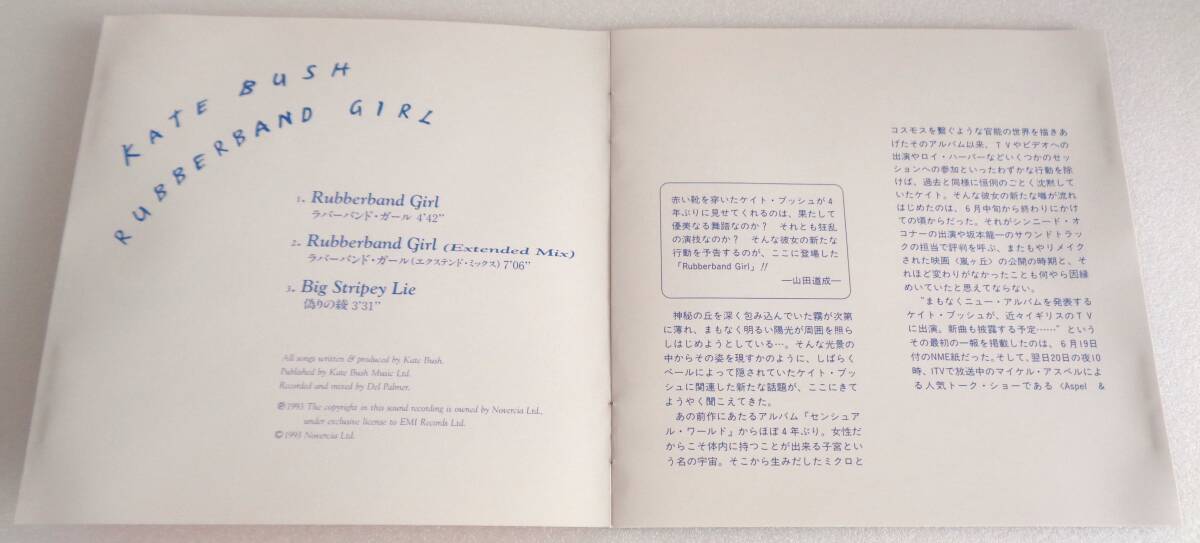 KATE BUSH
RUBBERBAND GIRL
1. Rubberband Girl
ラバーバンド・ガール 4'42"
2. Rubberband Girl (Extended Mix)
ラバーバンド・ガール(エクステンド・ミックス) 7'06"
3. Big Stripey Lie
偽りの綾 3'31"
All songs written & produced by Kate Bush.
Published by Kate Bush Music Ltd.
Recorded and mixed by Del Palmer.
℗1993 The copyright in this sound recording is owned by Novercia Ltd.,
under exclusive license to EMI Records Ltd.
©1993 Novercia Ltd.
赤い靴を穿いたケイト・ブッシュが4
年ぶりに見せてくれるのは、果たして
優美なる舞踏なのか? それとも狂乱
の演技なのか? そんな彼女の新たな
行動を予告するのが、ここに登場した
「Rubberband Girl」!!
—山田道成—
神秘の丘を深く包み込んでいた霧が次第
に薄れ、まもなく明るい陽光が周囲を照ら
しはじめようとしている…。そんな光景の
中からその姿を現すかのように、しばらく
ベールによって隠されていたケイト・ブッ
シュに関連した新たな話題が、ここにきて
ようやく聞こえてきた。
あの前作にあたるアルバム『センシュア
ル・ワールド』からほぼ4年ぶり。女性だ
からこそ体内に持つことが出来る子宮とい
う名の宇宙。そこから生みだしたミクロと
コスモスを繋ぐような官能の世界を描きあ
げたそのアルバム以来、TVやビデオへの
出演やロイ・ハーパーなどいくつかのセッ
ションへの参加といったわずかな行動を除
けば、過去と同様に恒例のごとく沈黙して
いたケイト。そんな彼女の新たな噂が流れ
はじめたのは、6月中旬から終わりにかけ
ての頃からだった。それがシンニード・オ
コナーの出演や坂本龍一のサウンドトラッ
クの担当で評判を呼ぶ、またもやリメイク
された映画〈嵐ヶ丘〉の公開の時期と、そ
れほど変わりがなかったことも何やら因縁
めいていたと思えてならない。
"まもなくニュー・アルバムを発表する
ケイト・ブッシュが、近々イギリスのTV
に出演。新曲も披露する予定……" という
その最初の一報を掲載したのは、6月19日
付のNME紙だった。そして、翌日20日の夜10
時、ITVで放送中のマイケル・アスペルによ
る人気トーク・ショーである〈Aspel &